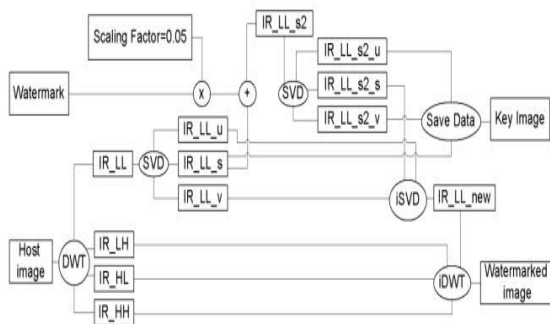 Scaling Factor=0.05
IR_LL_s2
IR_LL_s2_u
Watermark
x
+
SVD
IR_LL_s2_s
IR_LL_s2_v
Save Data
Key Image
IR_LL_u
IR_LL
SVD
IR_LL_s
IR_LL_v
iSVD
IR_LL_new
Host
image
DWT
IR_LH
IR_HL
IR_HH
iDWT
Watermarked
image